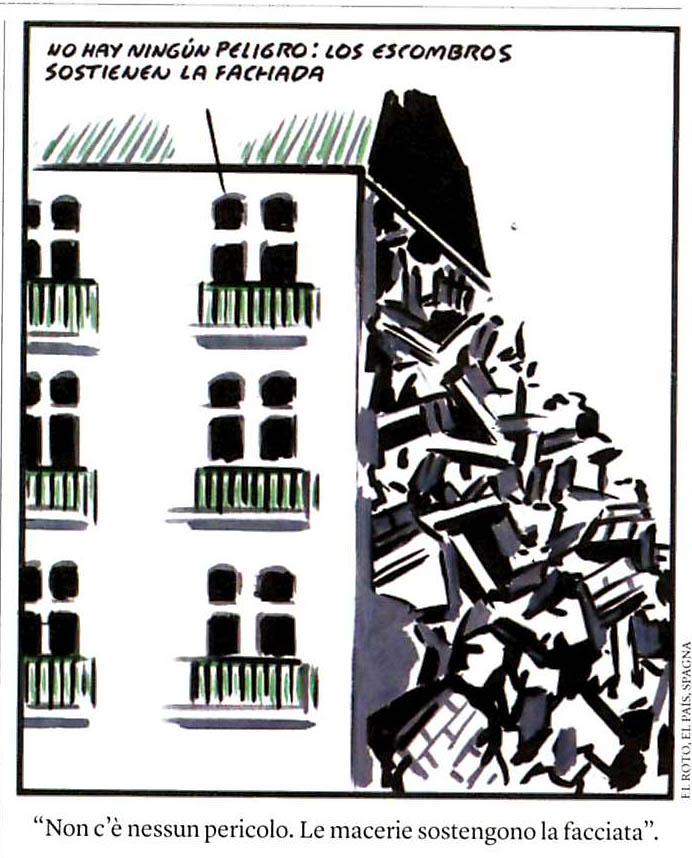 NO HAY NINGÚN PELIGRO: LOS ESCOMBROS
SOSTIENEN LA FACHADA
EL ROTO, EL PAÍS, SPAGNA
“Non c’è nessun pericolo. Le macerie sostengono la facciata”.